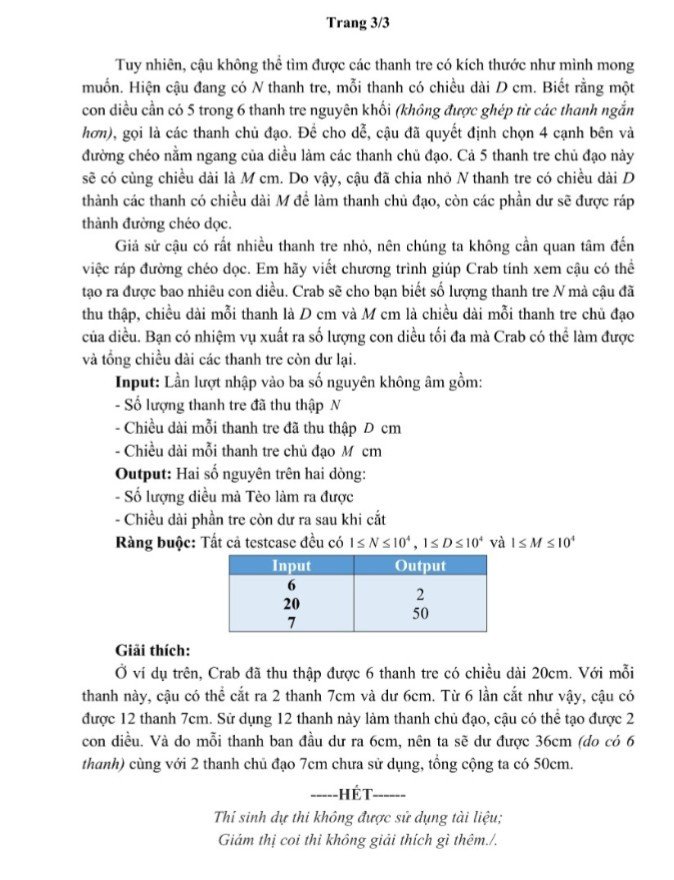 Trang 3/3
Tuy nhiên, cậu không thể tìm được các thanh tre có kích thước như mình mong
muốn. Hiện cậu đang có N thanh tre, mỗi thanh có chiều dài D cm. Biết rằng một
con diều cần có 5 trong 6 thanh tre nguyên khối (không được ghép từ các thanh ngắn
hơn), gọi là các thanh chủ đạo. Để cho dễ, cậu đã quyết định chọn 4 cạnh bên và
đường chéo nằm ngang của diều làm các thanh chủ đạo. Cả 5 thanh tre chủ đạo này
sẽ có cùng chiều dài là M cm. Do vậy, cậu đã chia nhỏ N thanh tre có chiều dài D
thành các thanh có chiều dài M để làm thanh chủ đạo, còn các phần dư sẽ được ráp
thành đường chéo dọc.
Giả sử cậu có rất nhiều thanh tre nhỏ, nên chúng ta không cần quan tâm đến
việc ráp đường chéo dọc. Em hãy viết chương trình giúp Crab tính xem cậu có thể
tạo ra được bao nhiêu con diều. Crab sẽ cho bạn biết số lượng thanh tre N mà cậu đã
thu thập, chiều dài mỗi thanh là D cm và M cm là chiều dài mỗi thanh tre chủ đạo
của diều. Bạn có nhiệm vụ xuất ra số lượng con diều tối đa mà Crab có thể làm được
và tổng chiều dài các thanh tre còn dư lại.
Input: Lần lượt nhập vào ba số nguyên không âm gồm:
- Số lượng thanh tre đã thu thập N
- Chiều dài mỗi thanh tre đã thu thập D cm
- Chiều dài mỗi thanh tre chủ đạo M cm
Output: Hai số nguyên trên hai dòng:
- Số lượng diều mà Tèo làm ra được
- Chiều dài phần tre còn dư ra sau khi cắt
Ràng buộc: Tất cả testcase đều có 1 ≤ N ≤ 10⁴, 1 ≤ D ≤ 10⁴ và 1 ≤ M ≤ 10⁴
Input Output
6
20
7
2
50
Giải thích:
Ở ví dụ trên, Crab đã thu thập được 6 thanh tre có chiều dài 20cm. Với mỗi
thanh này, cậu có thể cắt ra 2 thanh 7cm và dư 6cm. Từ 6 lần cắt như vậy, cậu có
được 12 thanh 7cm. Sử dụng 12 thanh này làm thanh chủ đạo, cậu có thể tạo được 2
con diều. Và do mỗi thanh ban đầu dư ra 6cm, nên ta sẽ dư được 36cm (do có 6
thanh) cùng với 2 thanh chủ đạo 7cm chưa sử dụng, tổng cộng ta có 50cm.
-----HẾT------
Thí sinh dự thi không được sử dụng tài liệu;
Giám thị coi thi không giải thích gì thêm./.